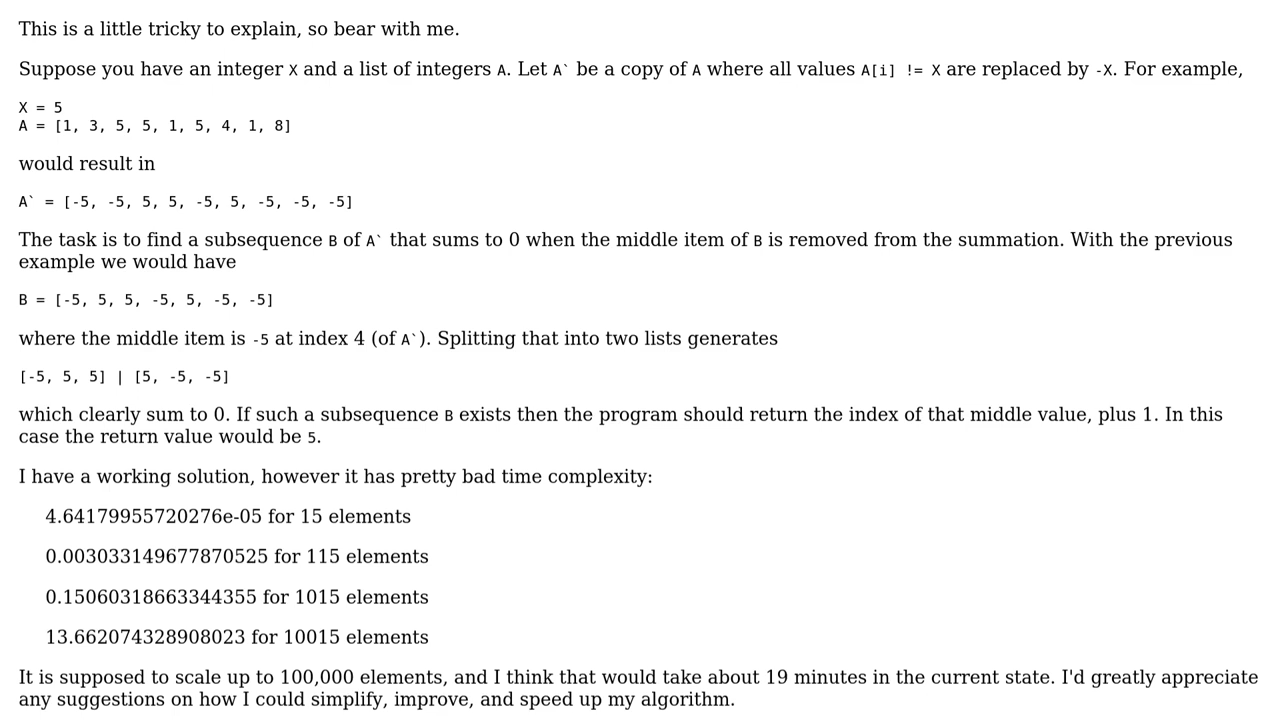 This is a little tricky to explain, so bear with me.
Suppose you have an integer X and a list of integers A. Let A` be a copy of A where all values A[i] != X are replaced by -X. For example,
X = 5
A = [1, 3, 5, 5, 1, 5, 4, 1, 8]
would result in
A` = [-5, -5, 5, 5, -5, 5, -5, -5, -5]
The task is to find a subsequence B of A` that sums to 0 when the middle item of B is removed from the summation. With the previous
example we would have
B = [-5, 5, 5, -5, 5, -5, -5]
where the middle item is -5 at index 4 (of A`). Splitting that into two lists generates
[-5, 5, 5] | [5, -5, -5]
which clearly sum to 0. If such a subsequence B exists then the program should return the index of that middle value, plus 1. In this
case the return value would be 5.
I have a working solution, however it has pretty bad time complexity:
4.64179955720276e-05 for 15 elements
0.003033149677870525 for 115 elements
0.15060318663344355 for 1015 elements
13.662074328908023 for 10015 elements
It is supposed to scale up to 100,000 elements, and I think that would take about 19 minutes in the current state. I'd greatly appreciate
any suggestions on how I could simplify, improve, and speed up my algorithm.